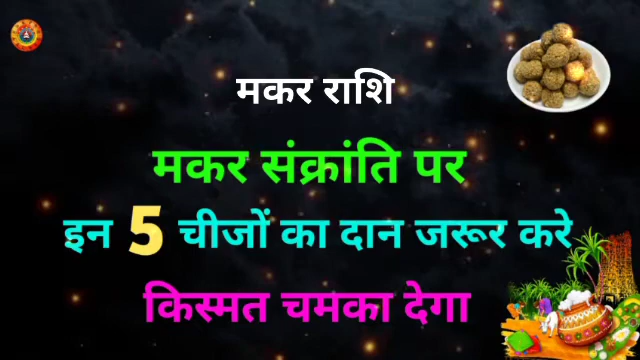 मकर राशि
मकर संक्रांति पर
इन 5 चीजों का दान जरूर करे
किस्मत चमका देगा